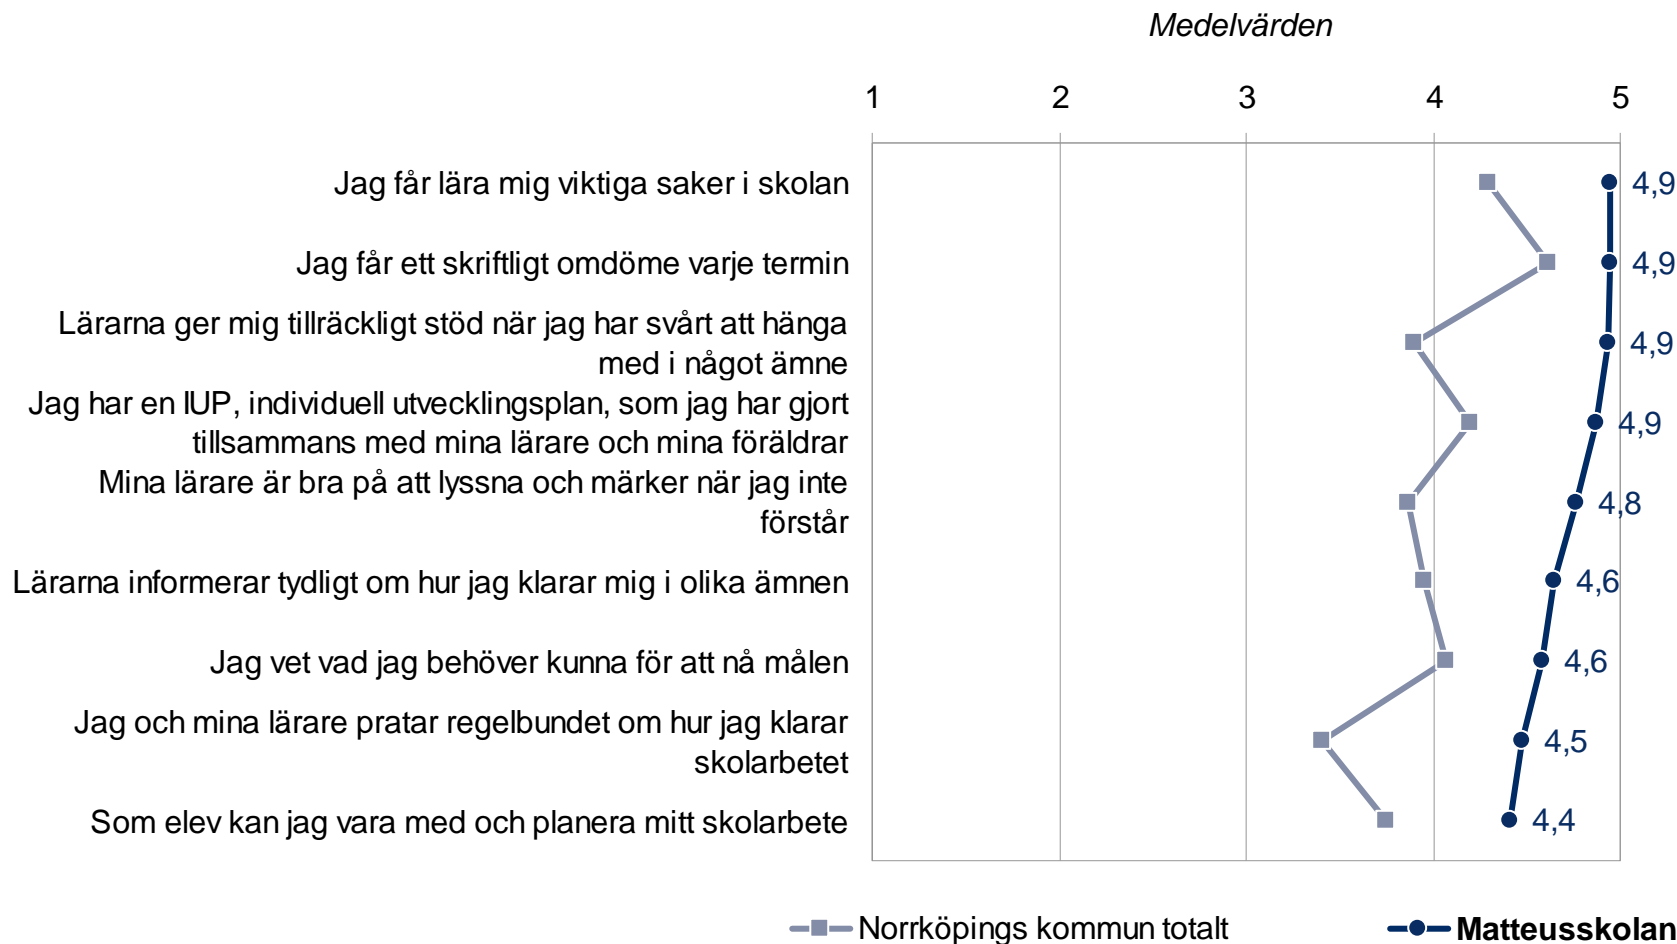 Medelvärden
1 2 3 4 5
Jag får lära mig viktiga saker i skolan 4,9
Jag får ett skriftligt omdöme varje termin 4,9
Lärarna ger mig tillräckligt stöd när jag har svårt att hänga
med i något ämne 4,9
Jag har en IUP, individuell utvecklingsplan, som jag har gjort
tillsammans med mina lärare och mina föräldrar 4,9
Mina lärare är bra på att lyssna och märker när jag inte
förstår 4,8
Lärarna informerar tydligt om hur jag klarar mig i olika ämnen 4,6
Jag vet vad jag behöver kunna för att nå målen 4,6
Jag och mina lärare pratar regelbundet om hur jag klarar
skolarbetet 4,5
Som elev kan jag vara med och planera mitt skolarbete 4,4
Norrköpings kommun totalt Matteusskolan